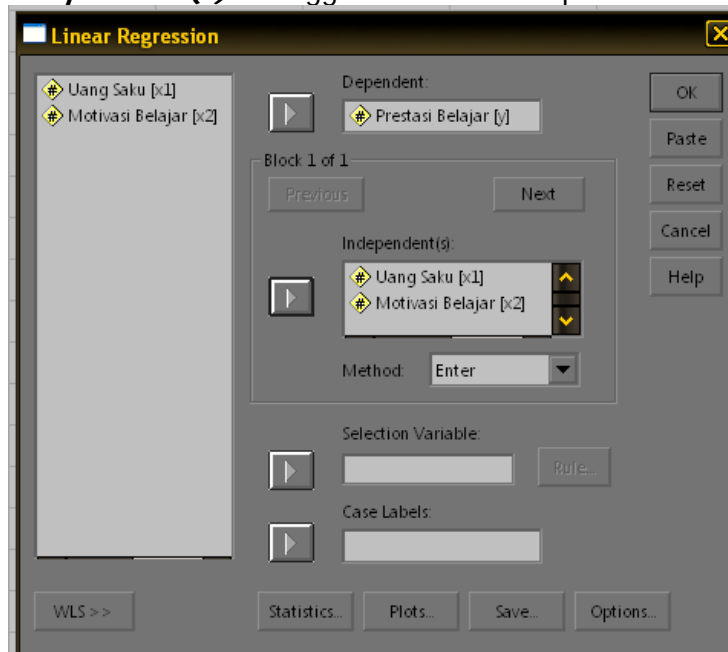 Linear Regression
Uang Saku [x1]
Motivasi Belajar [x2]
Dependent:
Prestasi Belajar [y]
Block 1 of 1
Previous
Next
Independent(s):
Uang Saku [x1]
Motivasi Belajar [x2]
Method:
Enter
Selection Variable:
Rule...
Case Labels:
WLS >>
Statistics...
Plots...
Save...
Options...
OK
Paste
Reset
Cancel
Help